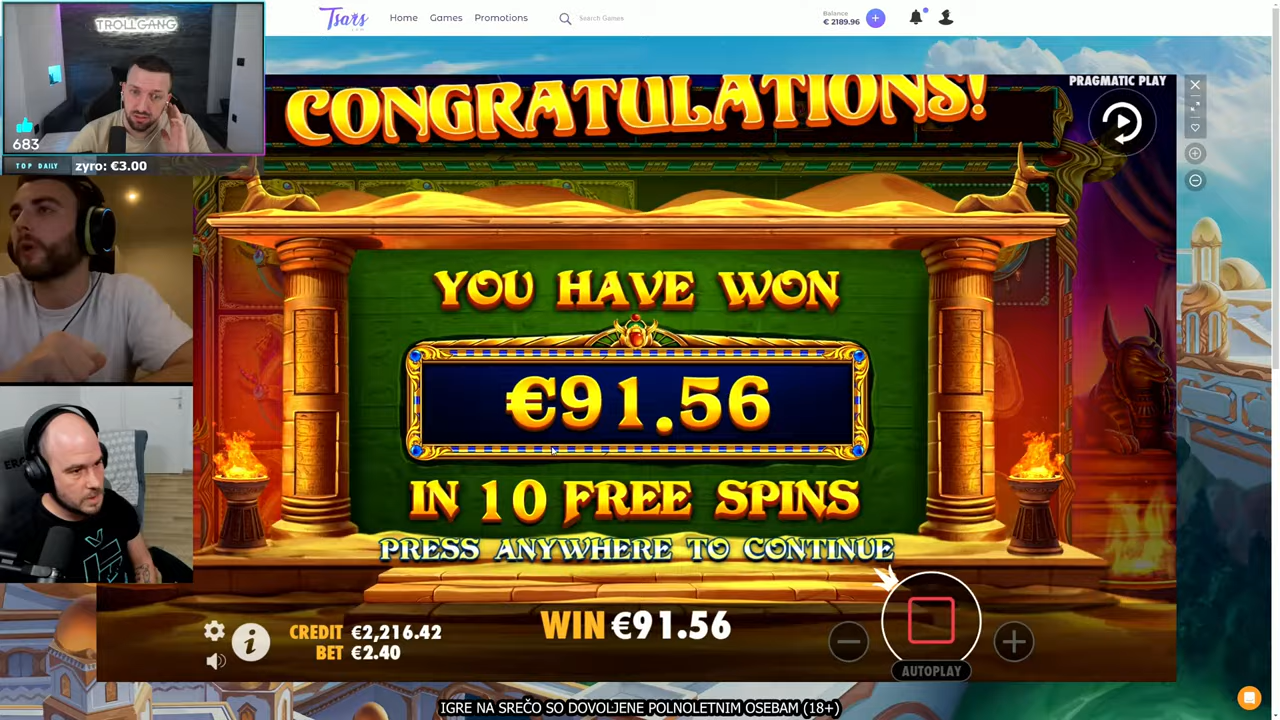 TROLLGANG
683
TOP DAILY zyro: €3.00
Tsars
.com
Home Games Promotions
Search Games
Balance
€ 2189.96
PRAGMATIC PLAY
CONGRATULATIONS!
YOU HAVE WON
€91.56
IN 10 FREE SPINS
PRESS ANYWHERE TO CONTINUE
CREDIT €2,216.42
BET €2.40
WIN €91.56
AUTOPLAY
IGRE NA SREČO SO DOVOLJENE POLNOLETNIM OSEBAM (18+)